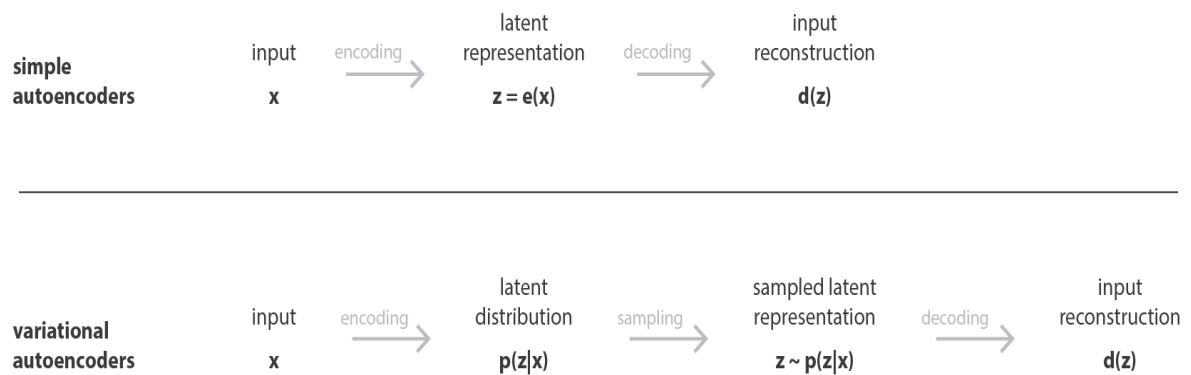 latent
input
input
encoding
representation
decoding
reconstruction
simple
autoencoders
x
z = e(x)
d(z)
latent
sampled latent
input
input
encoding
distribution
sampling
representation
decoding
reconstruction
variational
autoencoders
x
p(z|x)
z ~ p(z|x)
d(z)